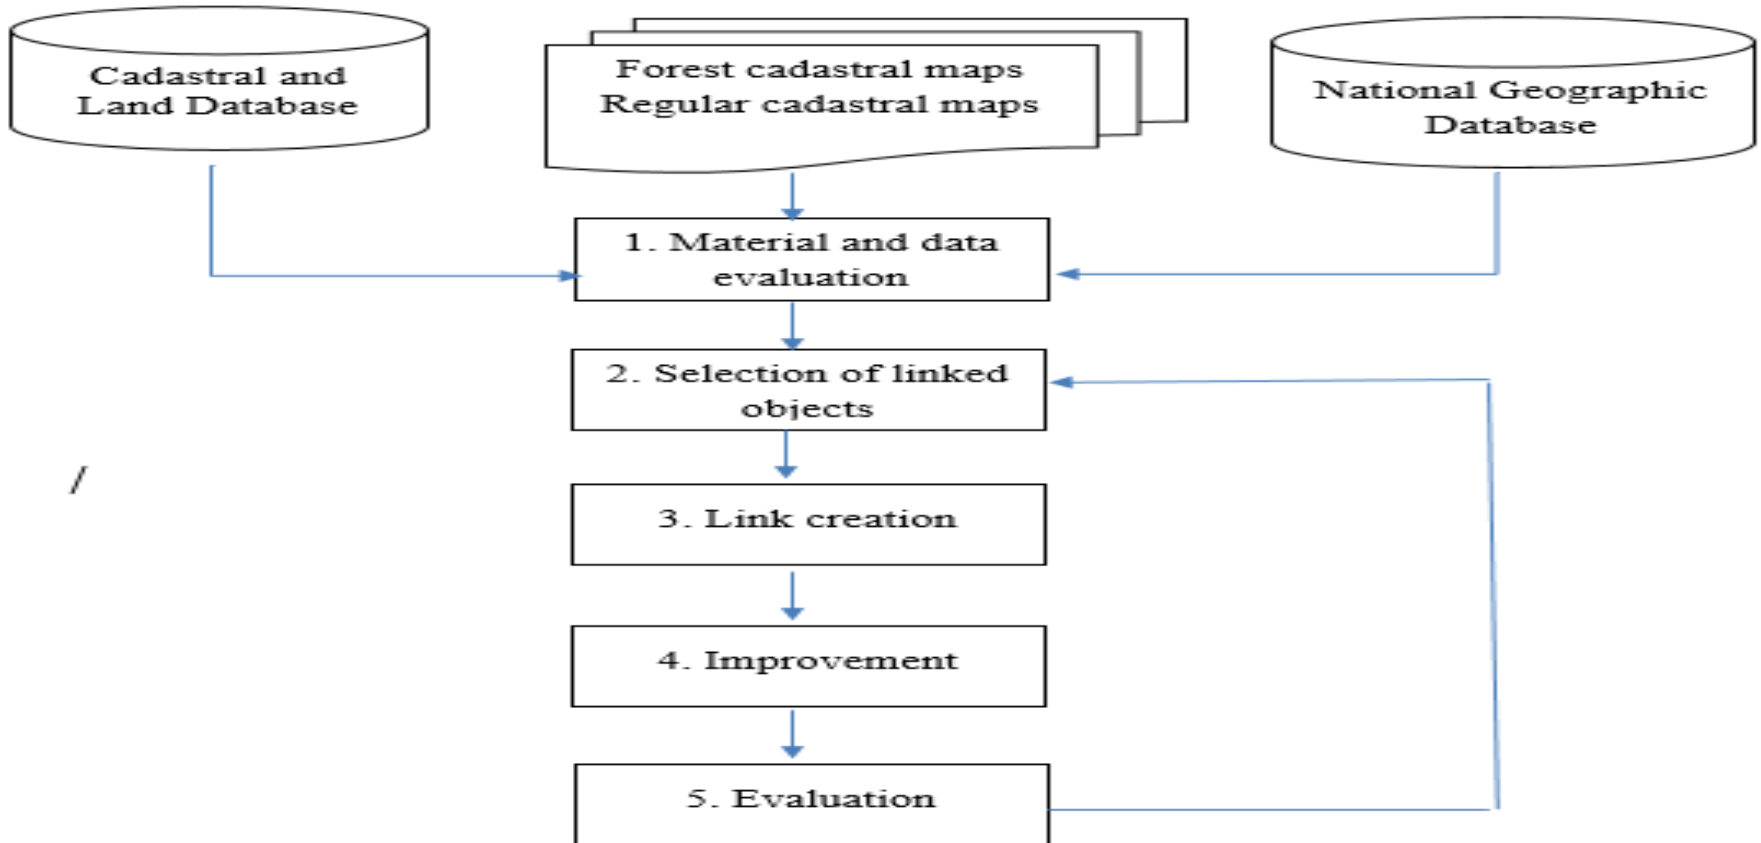 Cadastral and
Land Database
Forest cadastral maps
Regular cadastral maps
National Geographic
Database
1. Material and data
evaluation
2. Selection of linked
objects
/
3. Link creation
4. Improvement
5. Evaluation